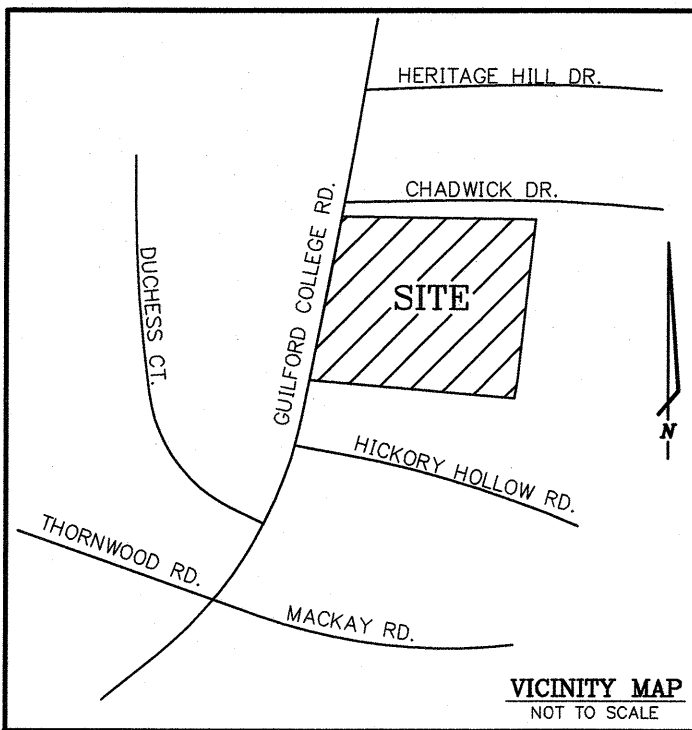 HERITAGE HILL DR.
CHADWICK DR.
GUILFORD COLLEGE RD.
DUCHESS CT.
SITE
N
HICKORY HOLLOW RD.
THORNWOOD RD.
MACKAY RD.
VICINITY MAP
NOT TO SCALE